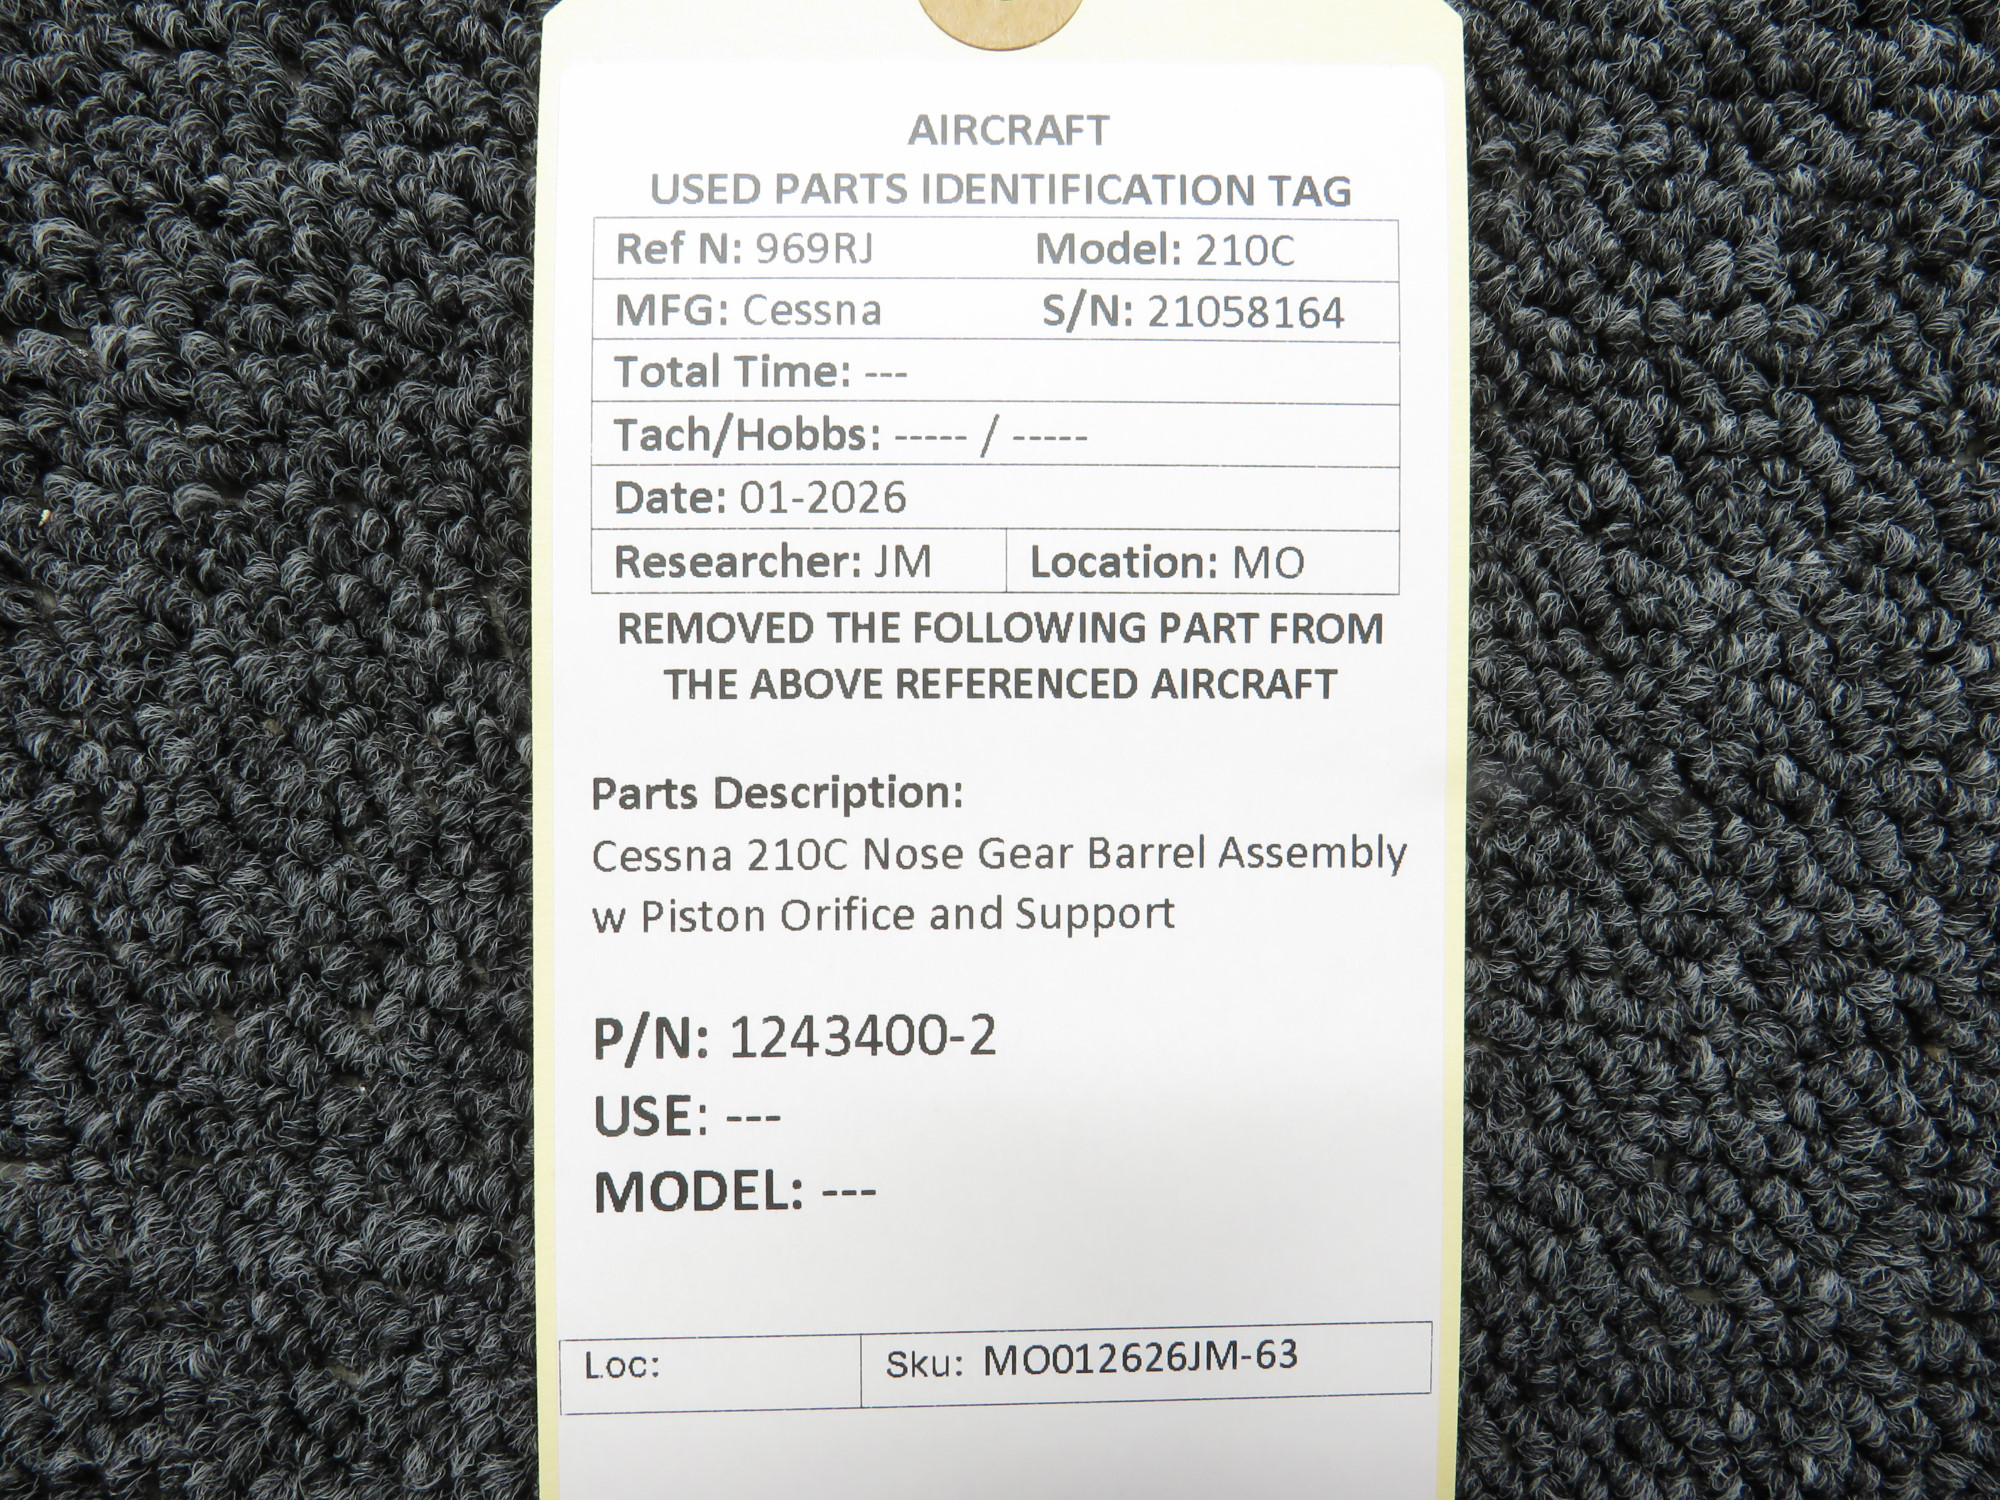 AIRCRAFT
USED PARTS IDENTIFICATION TAG
Ref N: 969RJ Model: 210C
MFG: Cessna S/N: 21058164
Total Time: ---
Tach/Hobbs: ----- / -----
Date: 01-2026
Researcher: JM Location: MO
REMOVED THE FOLLOWING PART FROM
THE ABOVE REFERENCED AIRCRAFT
Parts Description:
Cessna 210C Nose Gear Barrel Assembly
w Piston Orifice and Support
P/N: 1243400-2
USE: ---
MODEL: ---
Loc: Sku: MO012626JM-63